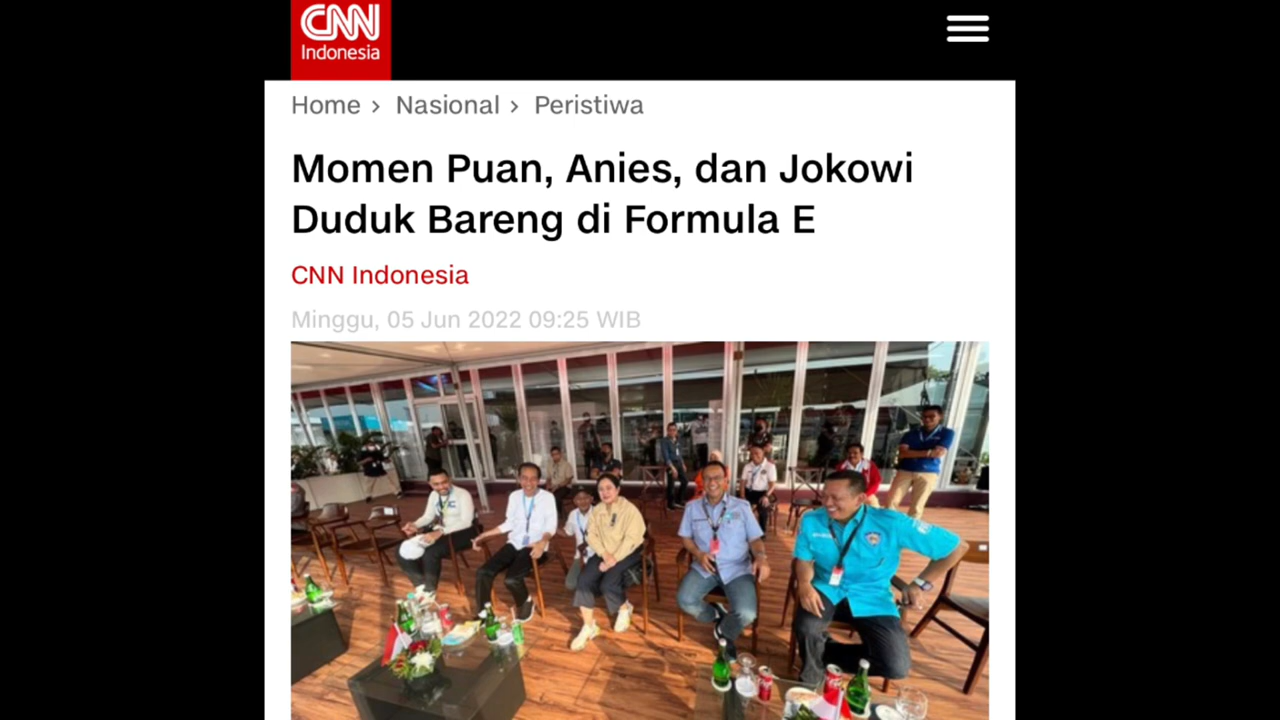 CNN
Indonesia
Home > Nasional > Peristiwa
Momen Puan, Anies, dan Jokowi
Duduk Bareng di Formula E
CNN Indonesia
Minggu, 05 Jun 2022 09:25 WIB